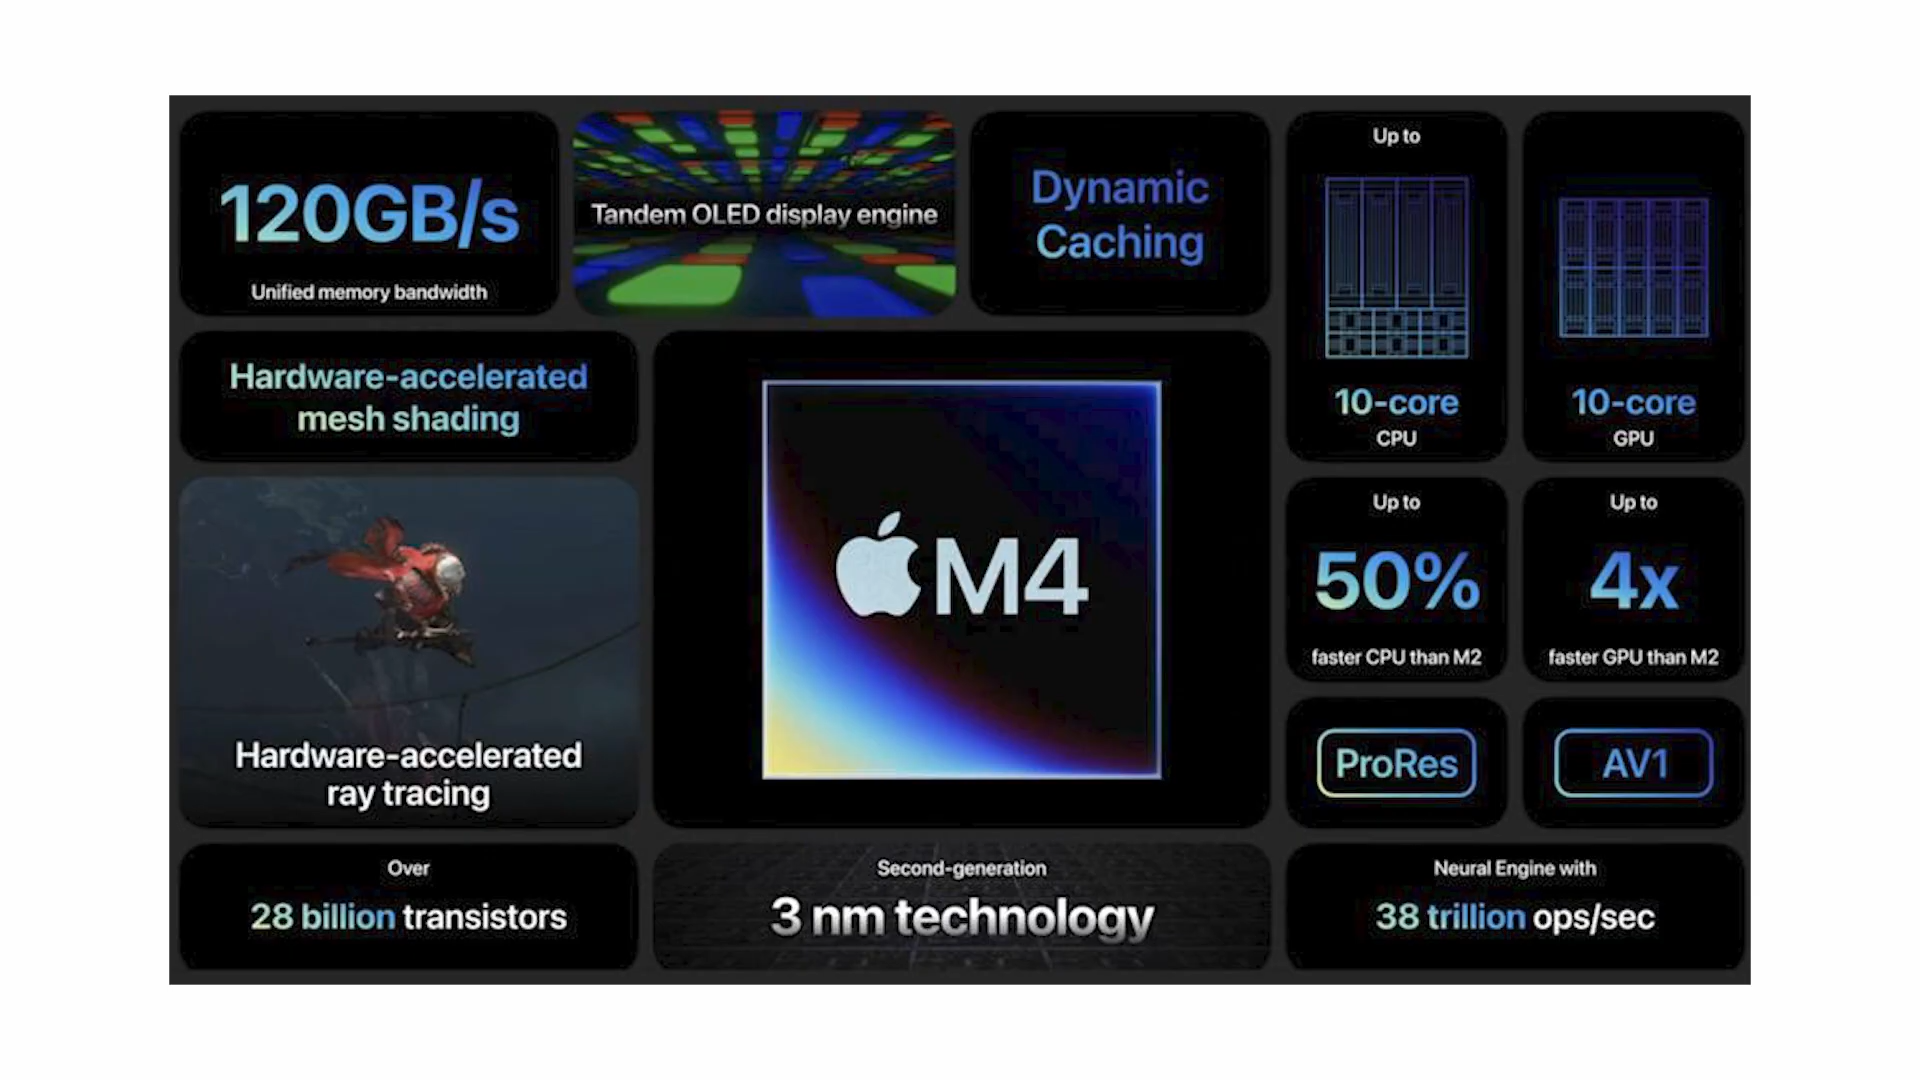 120GB/s
Unified memory bandwidth
Tandem OLED display engine
Dynamic
Caching
Up to
10-core
CPU
10-core
GPU
Hardware-accelerated
mesh shading
M4
Up to
50%
faster CPU than M2
Up to
4x
faster GPU than M2
Hardware-accelerated
ray tracing
ProRes
AV1
Over
28 billion transistors
Second-generation
3 nm technology
Neural Engine with
38 trillion ops/sec